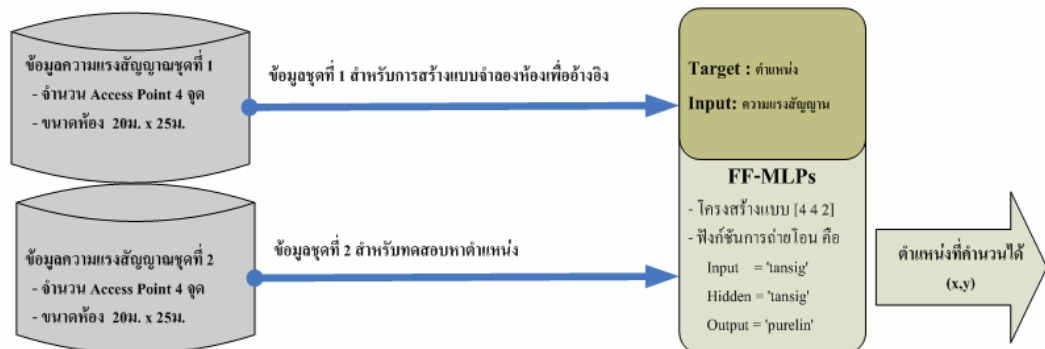 ข้อมูลความแรงสัญญาณชุดที่ 1
- จำนวน Access Point 4 จุด
- ขนาดห้อง 20ม. x 25ม.
ข้อมูลชุดที่ 1 สำหรับการสร้างแบบจำลองห้องเพื่ออ้างอิง
Target : ตำแหน่ง
Input: ความแรงสัญญาน
FF-MLPs
- โครงสร้างแบบ [4 4 2]
- ฟังก์ชันการถ่ายโอน คือ
Input = 'tansig'
Hidden = 'tansig'
Output = 'purelin'
ข้อมูลความแรงสัญญาณชุดที่ 2
- จำนวน Access Point 4 จุด
- ขนาดห้อง 20ม. x 25ม.
ข้อมูลชุดที่ 2 สำหรับทดสอบหาตำแหน่ง
ตำแหน่งที่คำนวนได้
(x,y)